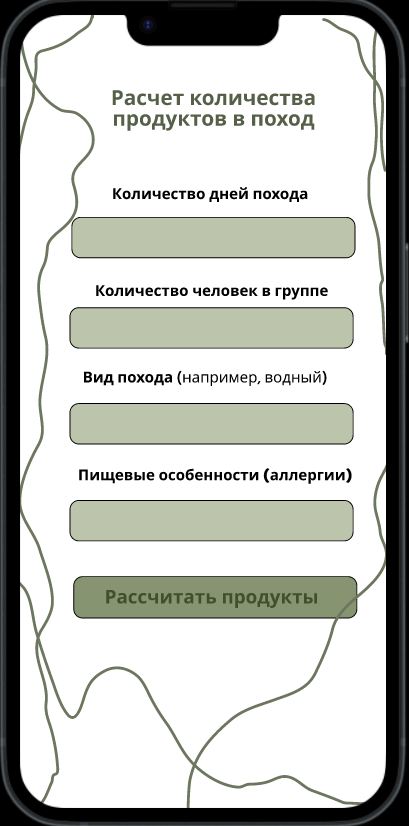 Расчет количества
продуктов в поход
Количество дней похода
Количество человек в группе
Вид похода (например, водный)
Пищевые особенности (аллергии)
Рассчитать продукты